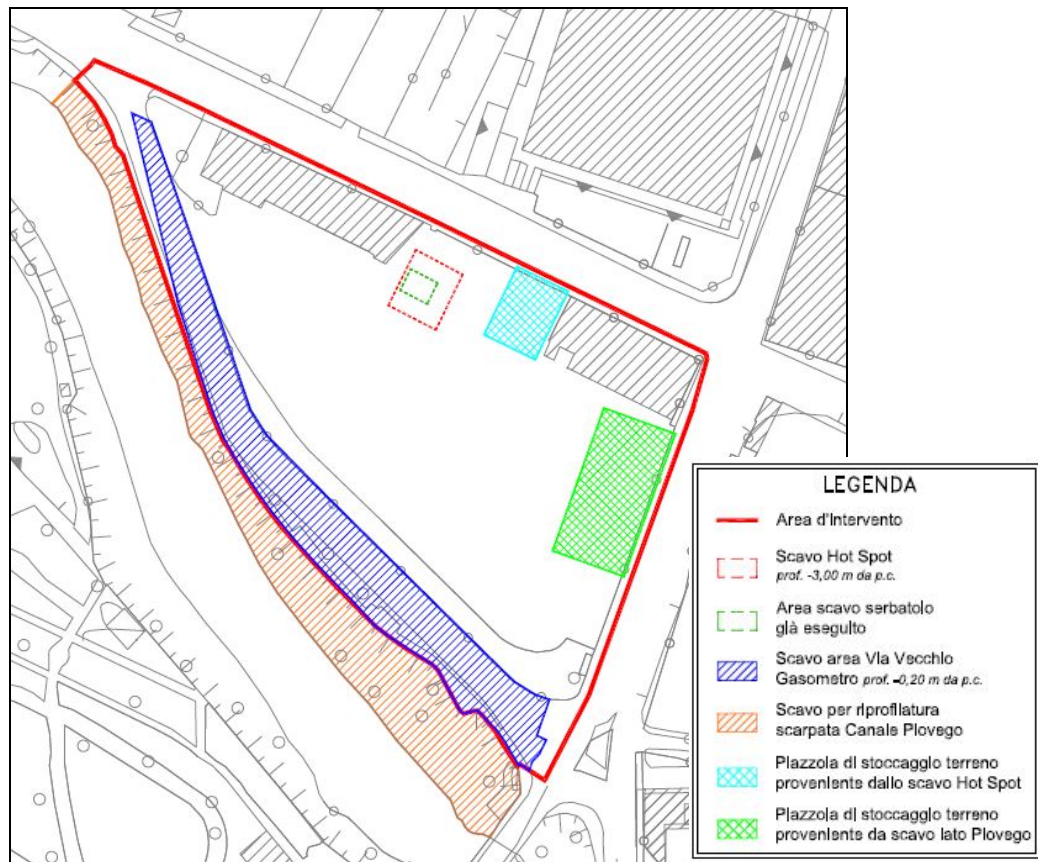 LEGENDA
Area d'Intervento
Scavo Hot Spot
prof. -3,00 m da p.c.
Area scavo serbatoio
già eseguito
Scavo area Via Vecchio
Gasometro prof. -0,20 m da p.c.
Scavo per riprofilatura
scarpata Canale Piovego
Piazzola di stoccaggio terreno
proveniente dallo scavo Hot Spot
Piazzola di stoccaggio terreno
proveniente da scavo lato Piovego